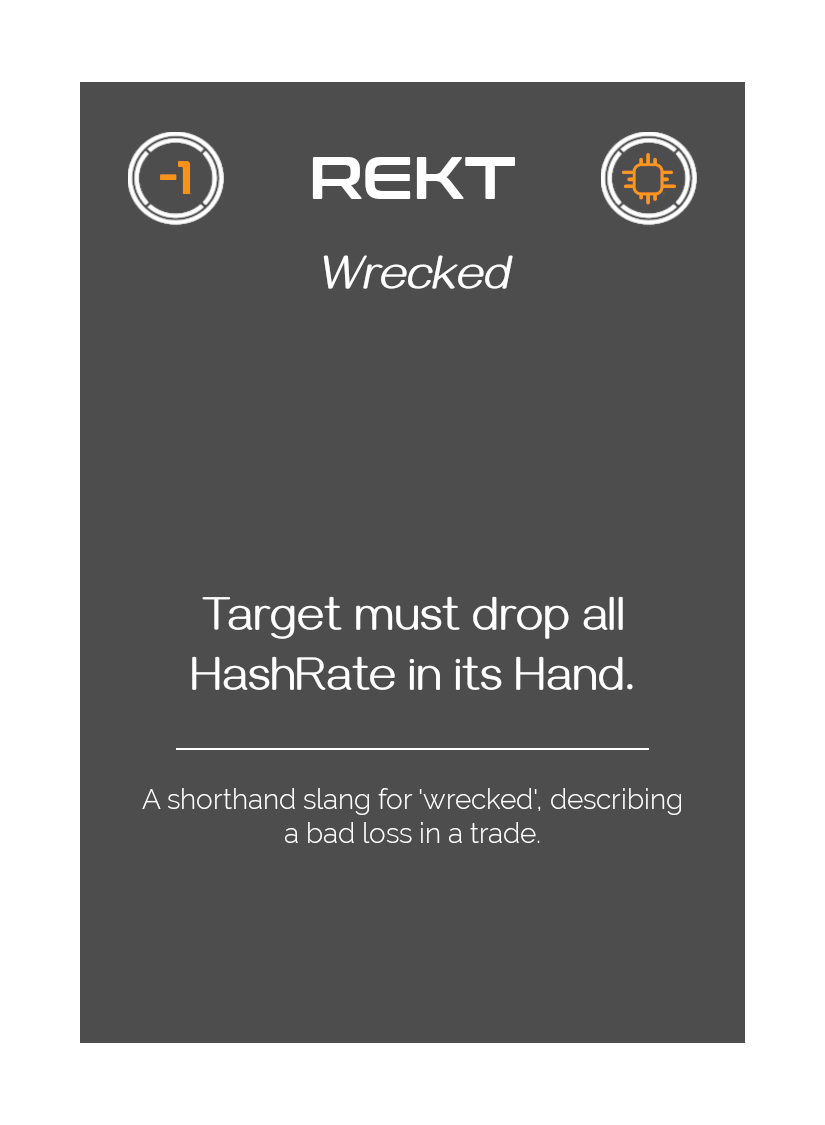 -1
REKT
Wrecked
Target must drop all
HashRate in its Hand.
A shorthand slang for 'wrecked', describing
a bad loss in a trade.